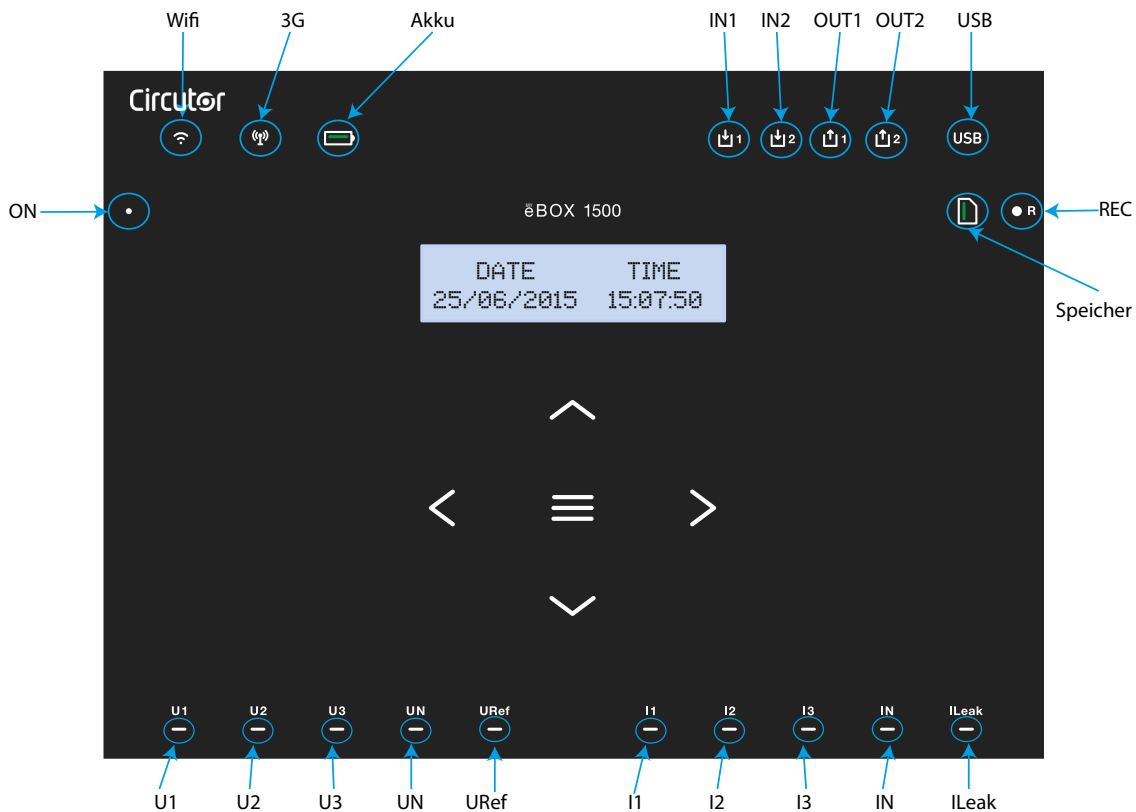 Wifi 3G Akku IN1 IN2 OUT1 OUT2 USB
Circutor
1 2 1 2 USB
ON ëBOX 1500 R REC
DATE TIME
25/06/2015 15:07:50
Speicher
U1 U2 U3 UN URef I1 I2 I3 IN ILeak
U1 U2 U3 UN URef I1 I2 I3 IN ILeak